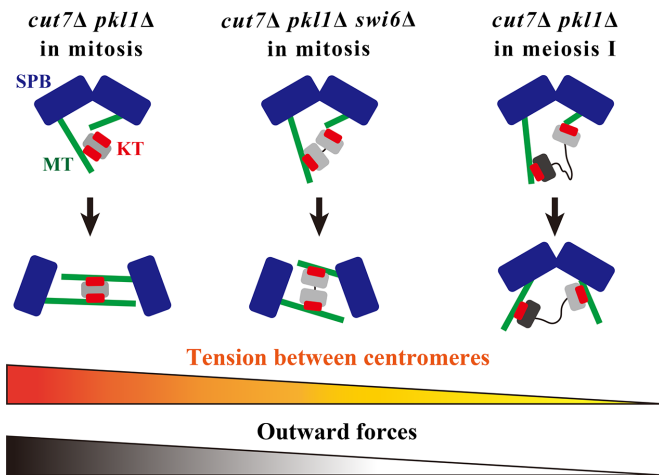 cut7Δ pkl1Δ
in mitosis
cut7Δ pkl1Δ swi6Δ
in mitosis
cut7Δ pkl1Δ
in meiosis I
SPB
MT
KT
Tension between centromeres
Outward forces